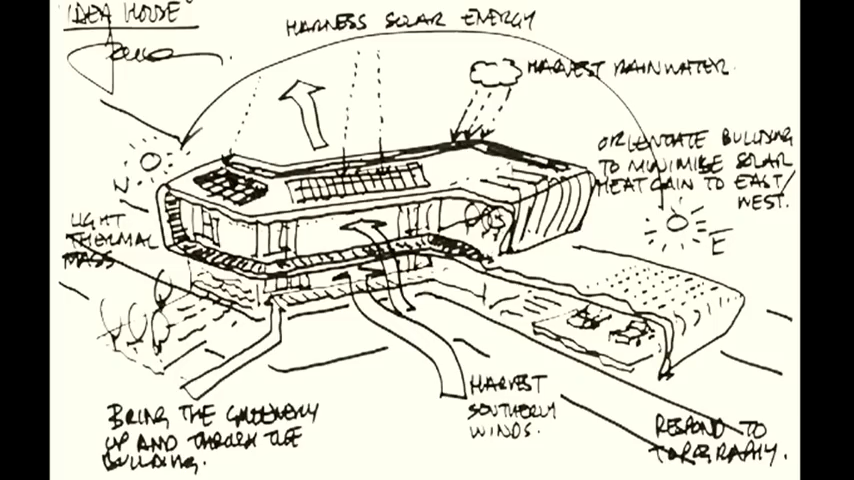 "IDEA HOUSE"
HARNESS SOLAR ENERGY
HARVEST RAINWATER.
ORIENTATE BUILDING
TO MINIMISE SOLAR
HEAT GAIN TO EAST/
WEST.
W
LIGHT
THERMAL
MASS
E
BRING THE GREENERY
UP AND THROUGH THE
BUILDING.
HARVEST
SOUTHERLY
WINDS.
RESPOND TO
TOPOGRAPHY.